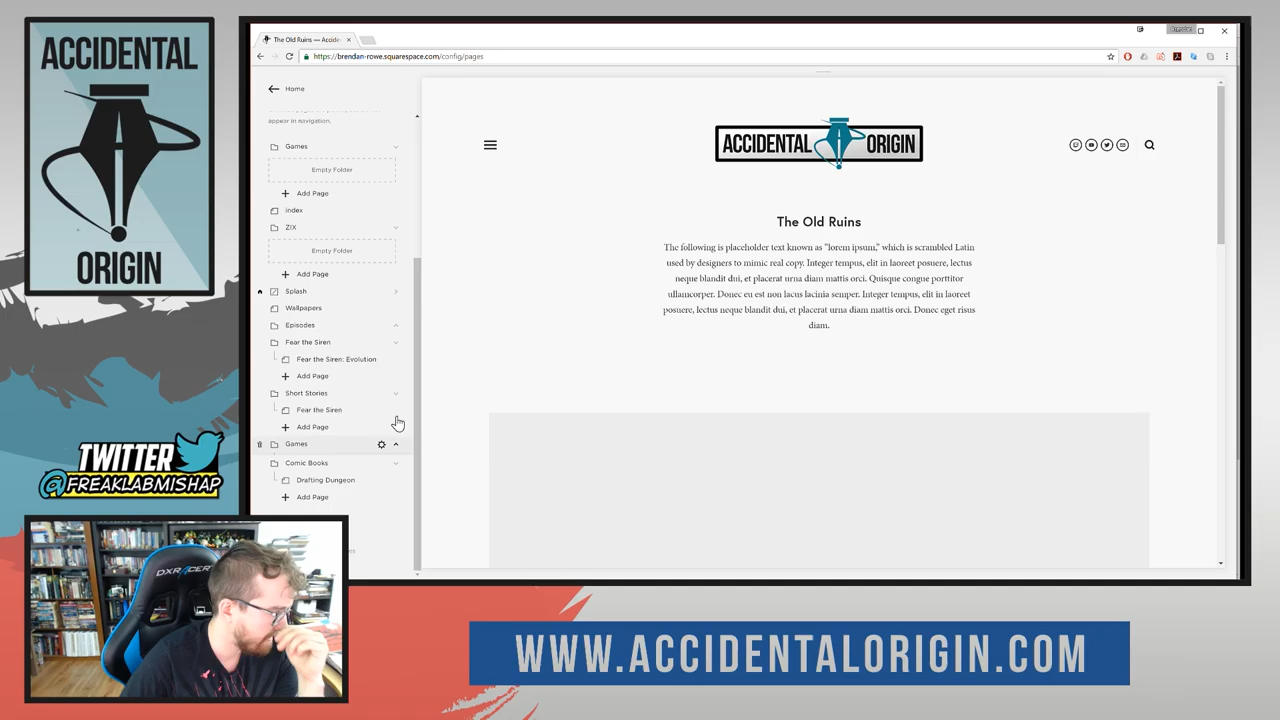 ACCIDENTAL
ORIGIN
TWITTER
@FREAKLABMISHAP
The Old Ruins — Accide
https://brendan-rowe.squarespace.com/config/pages
Home
appear in navigation.
Games
Empty Folder
Add Page
index
ZIX
Empty Folder
Add Page
Splash
Wallpapers
Episodes
Fear the Siren
Fear the Siren: Evolution
Add Page
Short Stories
Fear the Siren
Add Page
Games
Comic Books
Drafting Dungeon
Add Page
ACCIDENTAL ORIGIN
The Old Ruins
The following is placeholder text known as "lorem ipsum," which is scrambled Latin
used by designers to mimic real copy. Integer tempus, elit in laoreet posuere, lectus
neque blandit dui, et placerat urna diam mattis orci. Quisque congue porttitor
ullamcorper. Donec eu est non lacus lacinia semper. Integer tempus, elit in laoreet
posuere, lectus neque blandit dui, et placerat urna diam mattis orci. Donec eget risus
diam.
DXRACER
WWW.ACCIDENTALORIGIN.COM